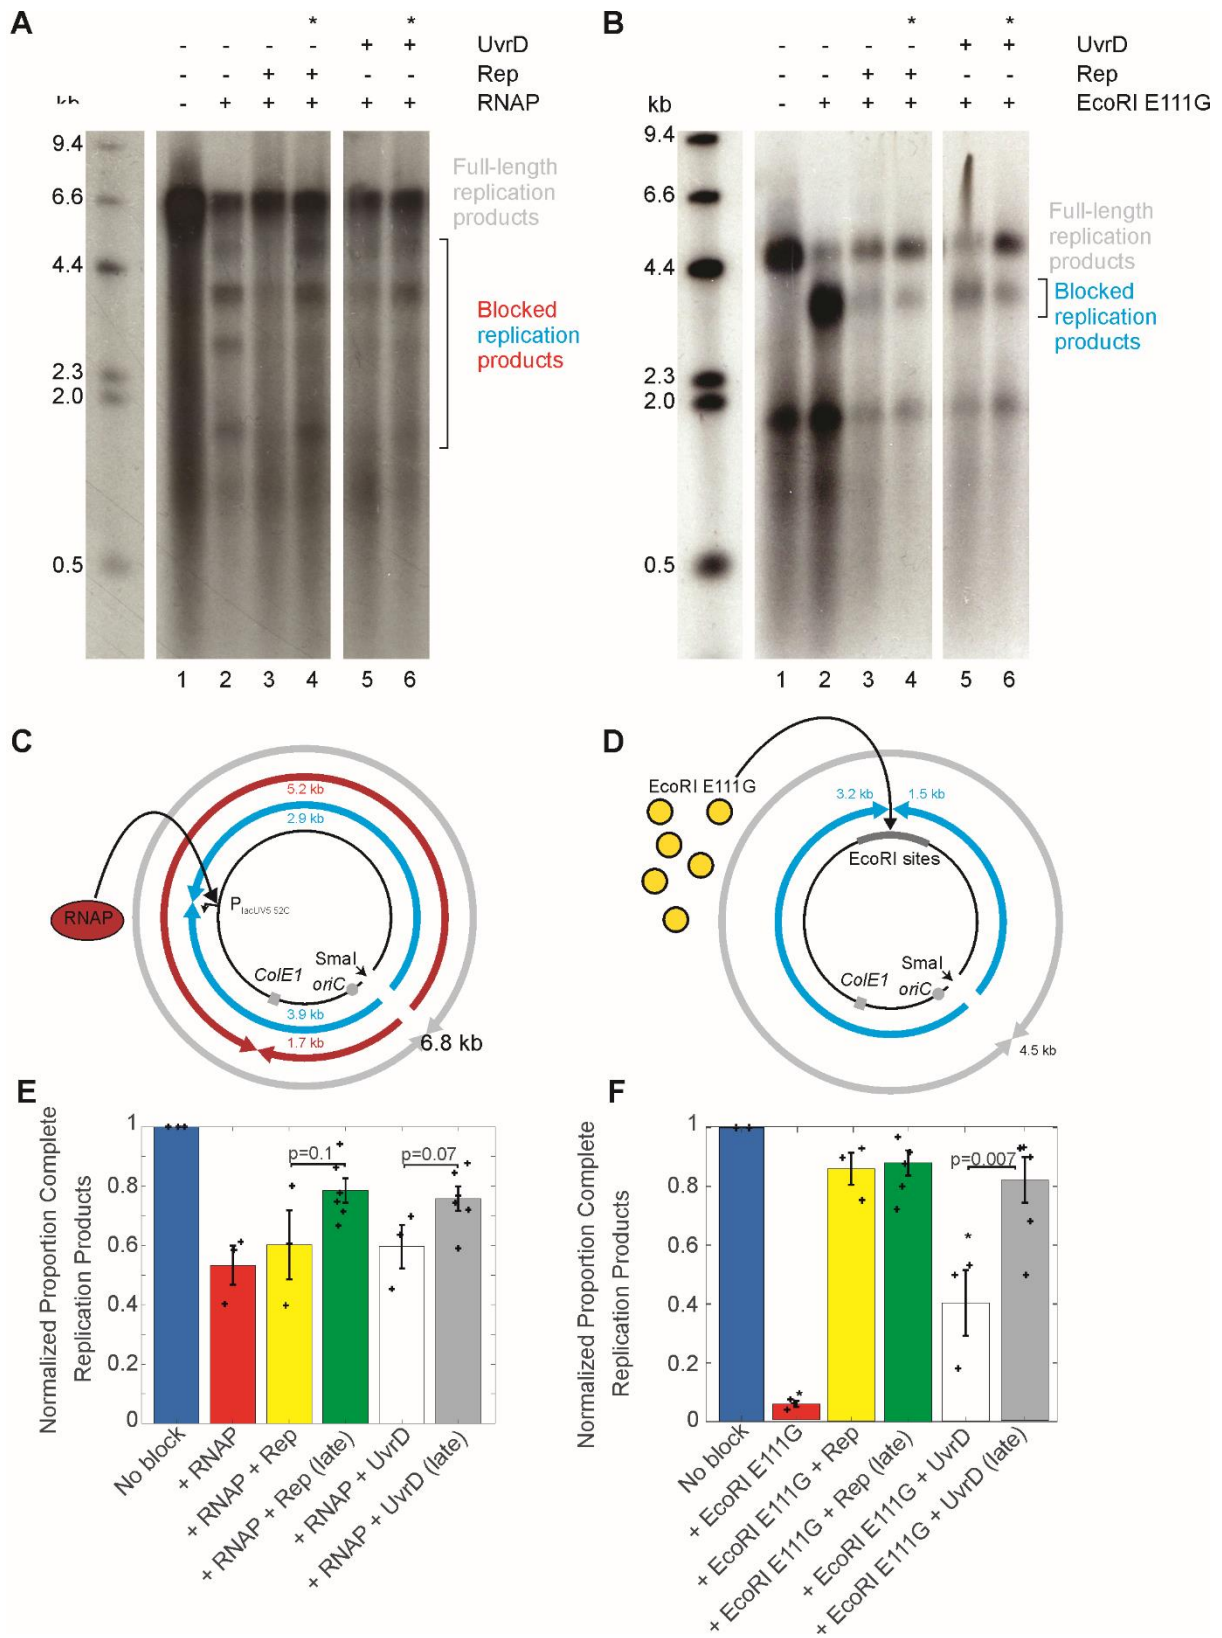 A
* *
- - - - + + UvrD
- - + + - - Rep
- + + + + + RNAP
9.4
6.6
4.4
2.3
2.0
0.5
Full-length
replication
products
Blocked
replication
products
1 2 3 4 5 6
B
* *
- - - - + + UvrD
- - + + - - Rep
kb - + + + + + EcoRI E111G
9.4
6.6
4.4
2.3
2.0
0.5
Full-length
replication
products
Blocked
replication
products
1 2 3 4 5 6
C
5.2 kb
2.9 kb
RNAP
PlacUV5 52C
SmaI
ColE1
oriC
3.9 kb
1.7 kb
6.8 kb
D
EcoRI E111G
3.2 kb
1.5 kb
EcoRI sites
SmaI
ColE1
oriC
4.5 kb
E
Normalized Proportion Complete
Replication Products
1
0.8
0.6
0.4
0.2
0
p=0.1
p=0.07
No block
+ RNAP
+ RNAP + Rep
+ RNAP + Rep (late)
+ RNAP + UvrD
+ RNAP + UvrD (late)
F
Normalized Proportion Complete
Replication Products
1
0.8
0.6
0.4
0.2
0
*
*
p=0.007
No block
+ EcoRI E111G
+ EcoRI E111G + Rep
+ EcoRI E111G + Rep (late)
+ EcoRI E111G + UvrD
+ EcoRI E111G + UvrD (late)